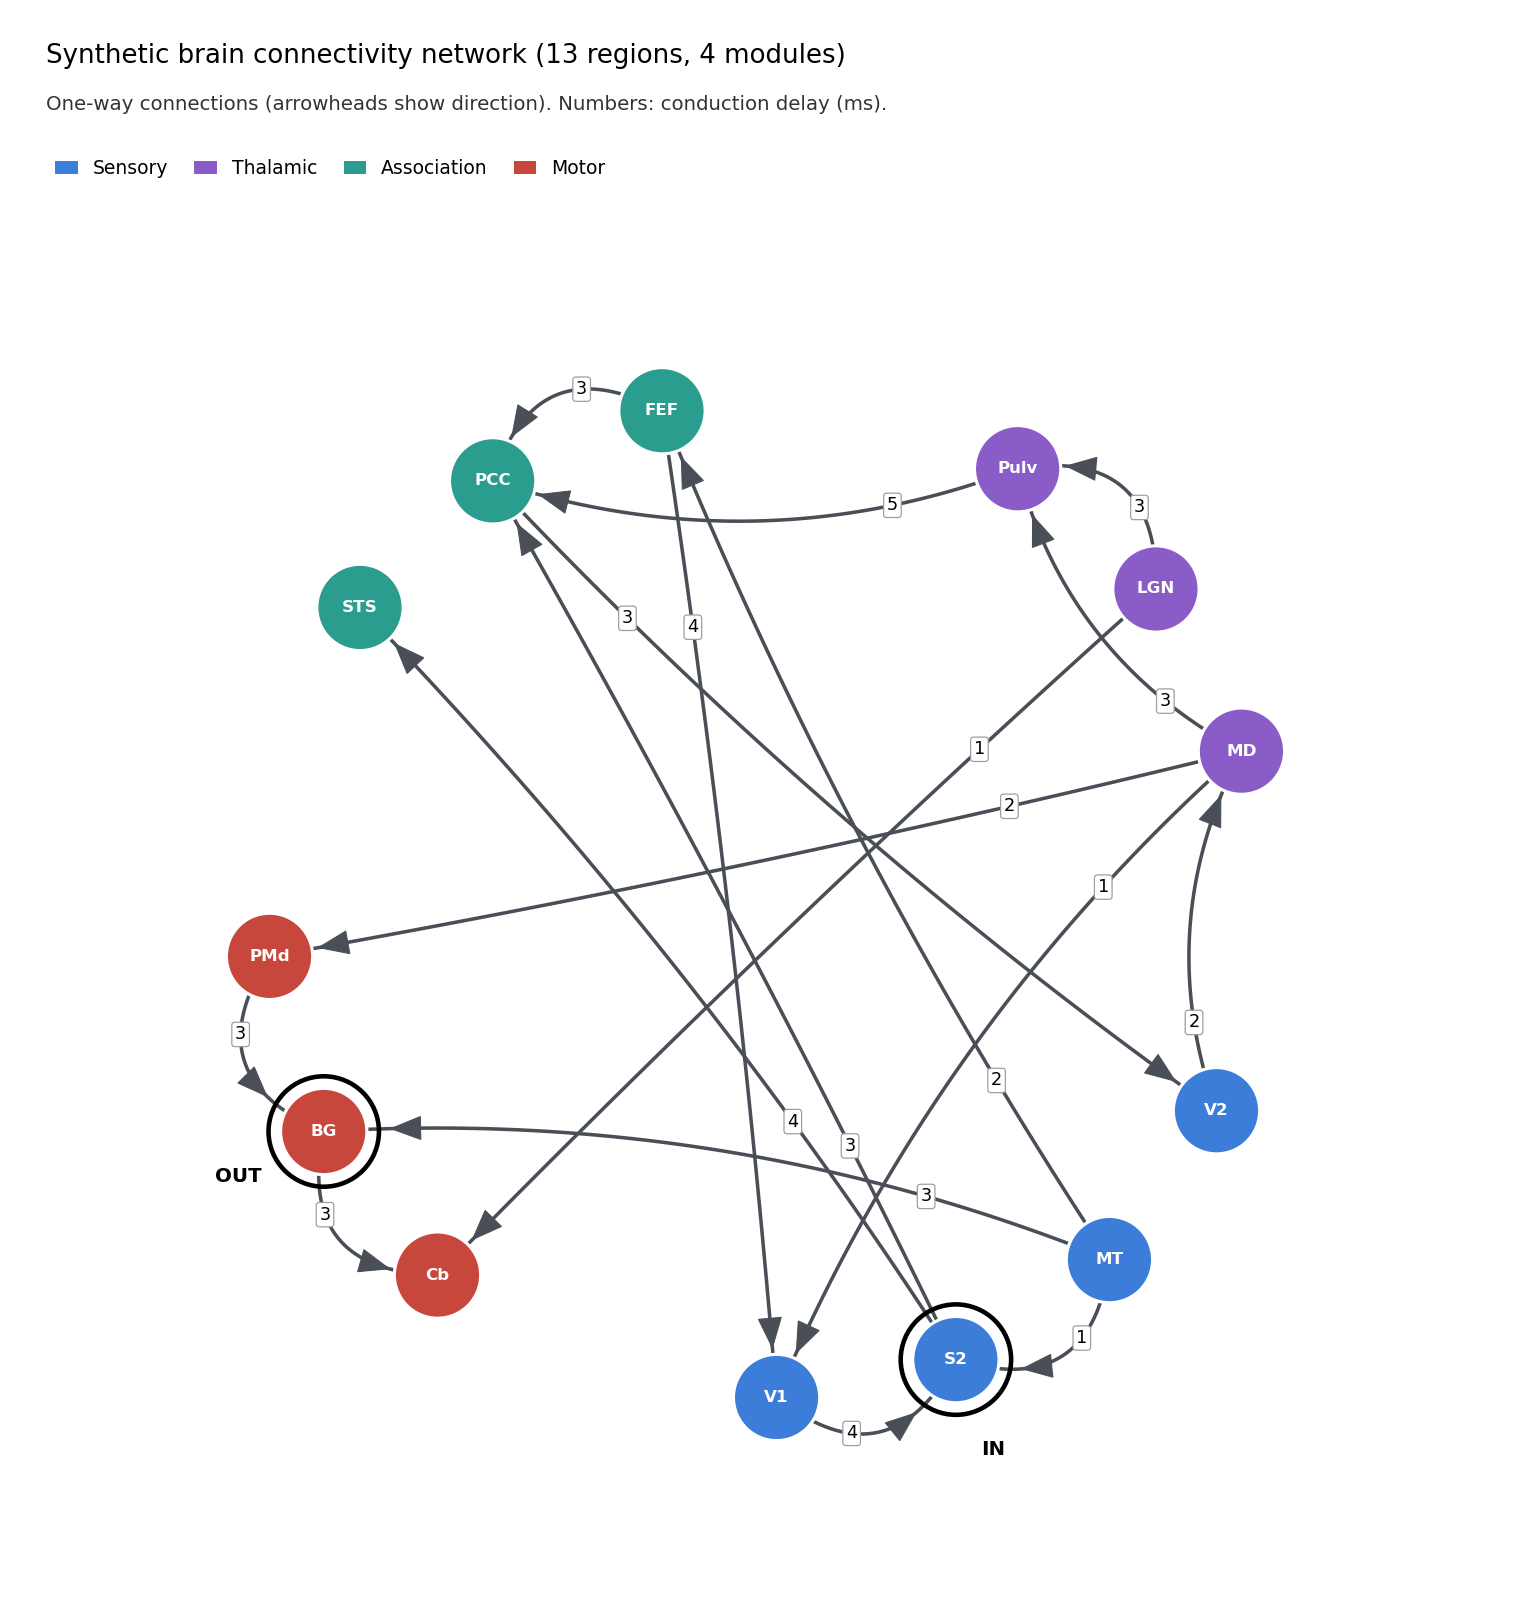 Synthetic brain connectivity network (13 regions, 4 modules)
One-way connections (arrowheads show direction). Numbers: conduction delay (ms).
Sensory Thalamic Association Motor
3
FEF
PCC
Pulv
5
3
LGN
STS
3
4
3
MD
1
2
1
PMd
2
3
2
V2
4
3
BG
OUT
3
3
MT
Cb
1
S2
V1
4
IN